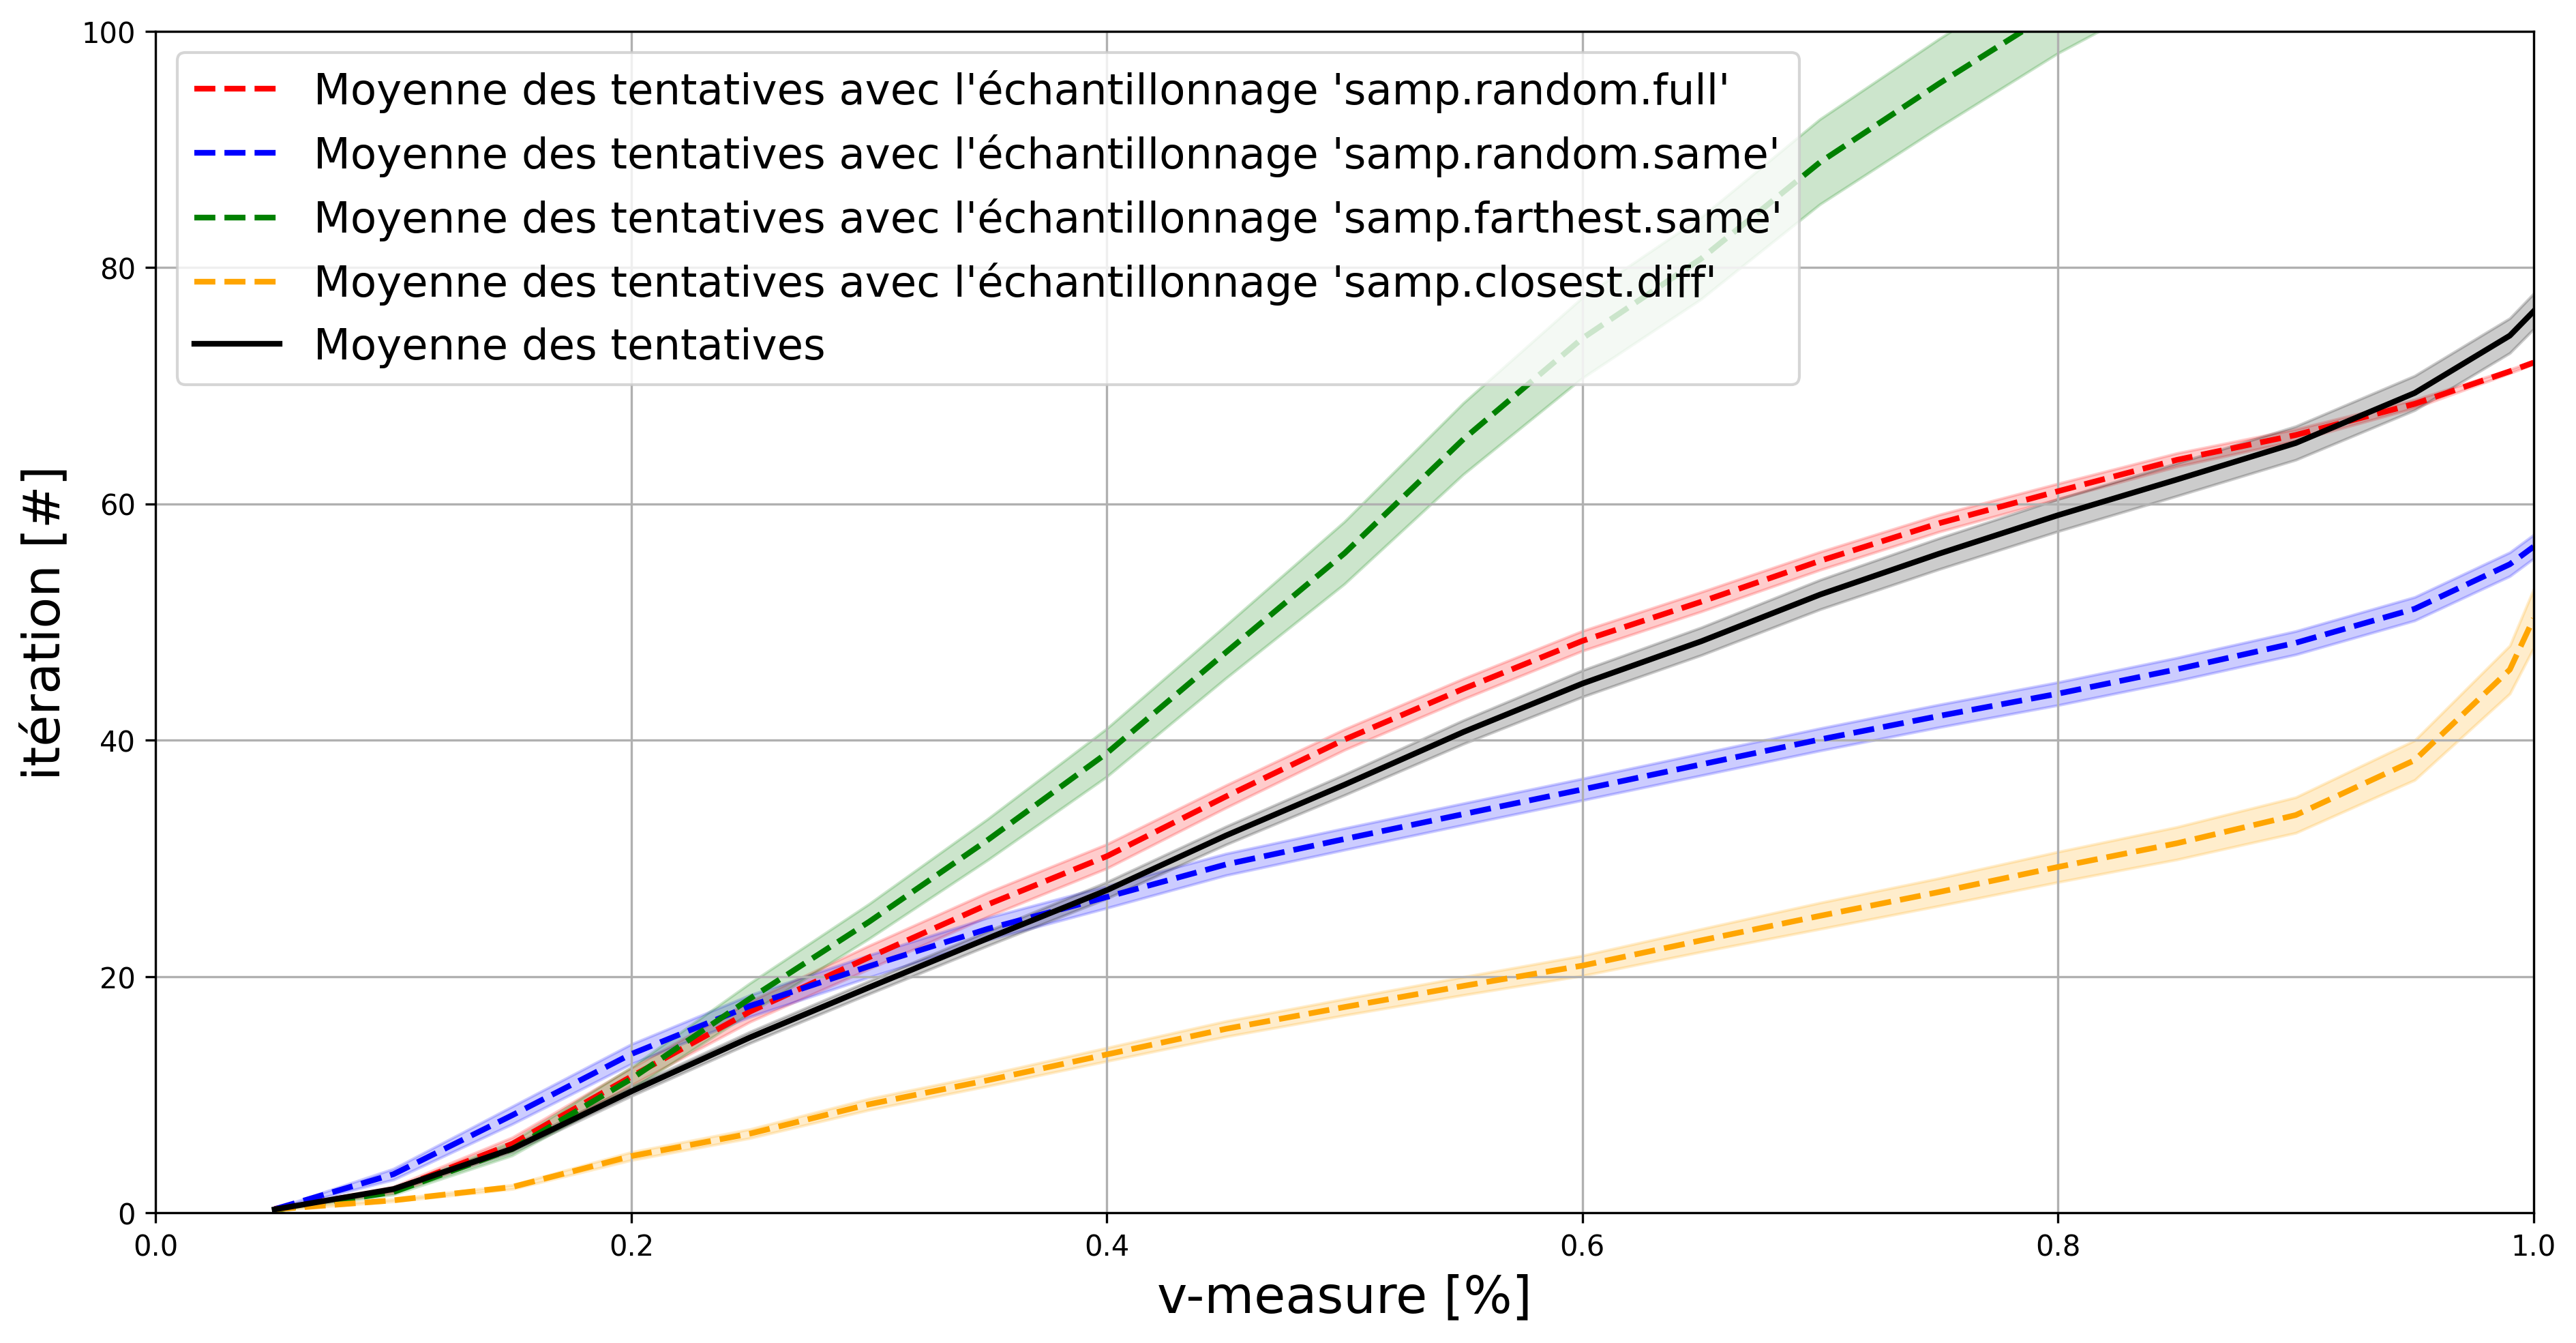 100
80
60
40
20
0
itération [#]
Moyenne des tentatives avec l'échantillonnage 'samp.random.full'
Moyenne des tentatives avec l'échantillonnage 'samp.random.same'
Moyenne des tentatives avec l'échantillonnage 'samp.farthest.same'
Moyenne des tentatives avec l'échantillonnage 'samp.closest.diff'
Moyenne des tentatives
0.0 0.2 0.4 0.6 0.8 1.0
v-measure [%]